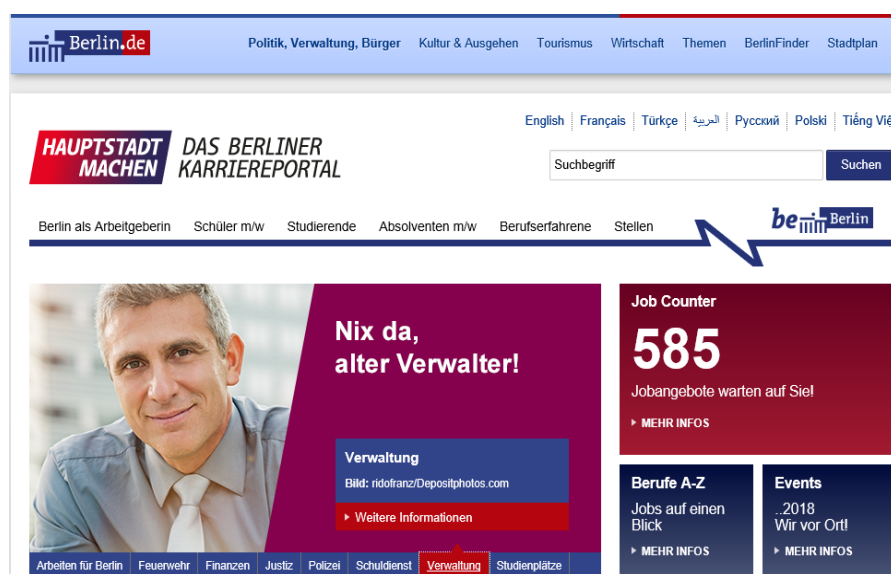 Berlin.de
Politik, Verwaltung, Bürger Kultur & Ausgehen Tourismus Wirtschaft Themen BerlinFinder Stadtplan
English Français Türkçe العربية Русский Polski Tiếng Việ
HAUPTSTADT MACHEN
DAS BERLINER KARRIEREPORTAL
Suchbegriff Suchen
Berlin als Arbeitgeberin Schüler m/w Studierende Absolventen m/w Berufserfahrene Stellen
be Berlin
Nix da,
alter Verwalter!
Verwaltung
Bild: ridofranz/Depositphotos.com
Weitere Informationen
Arbeiten für Berlin Feuerwehr Finanzen Justiz Polizei Schuldienst Verwaltung Studienplätze
Job Counter
585
Jobangebote warten auf Sie!
MEHR INFOS
Berufe A-Z
Jobs auf einen
Blick
MEHR INFOS
Events
..2018
Wir vor Ort!
MEHR INFOS